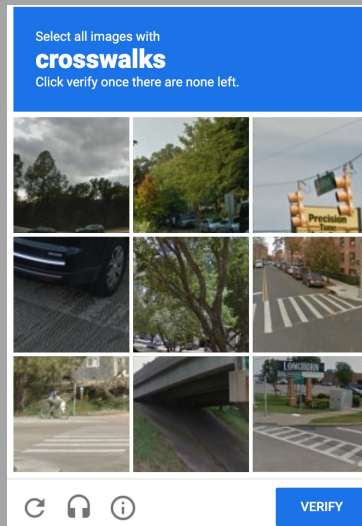 Select all images with
crosswalks
Click verify once there are none left.
Precision
Tune
LONGHORN
VERIFY